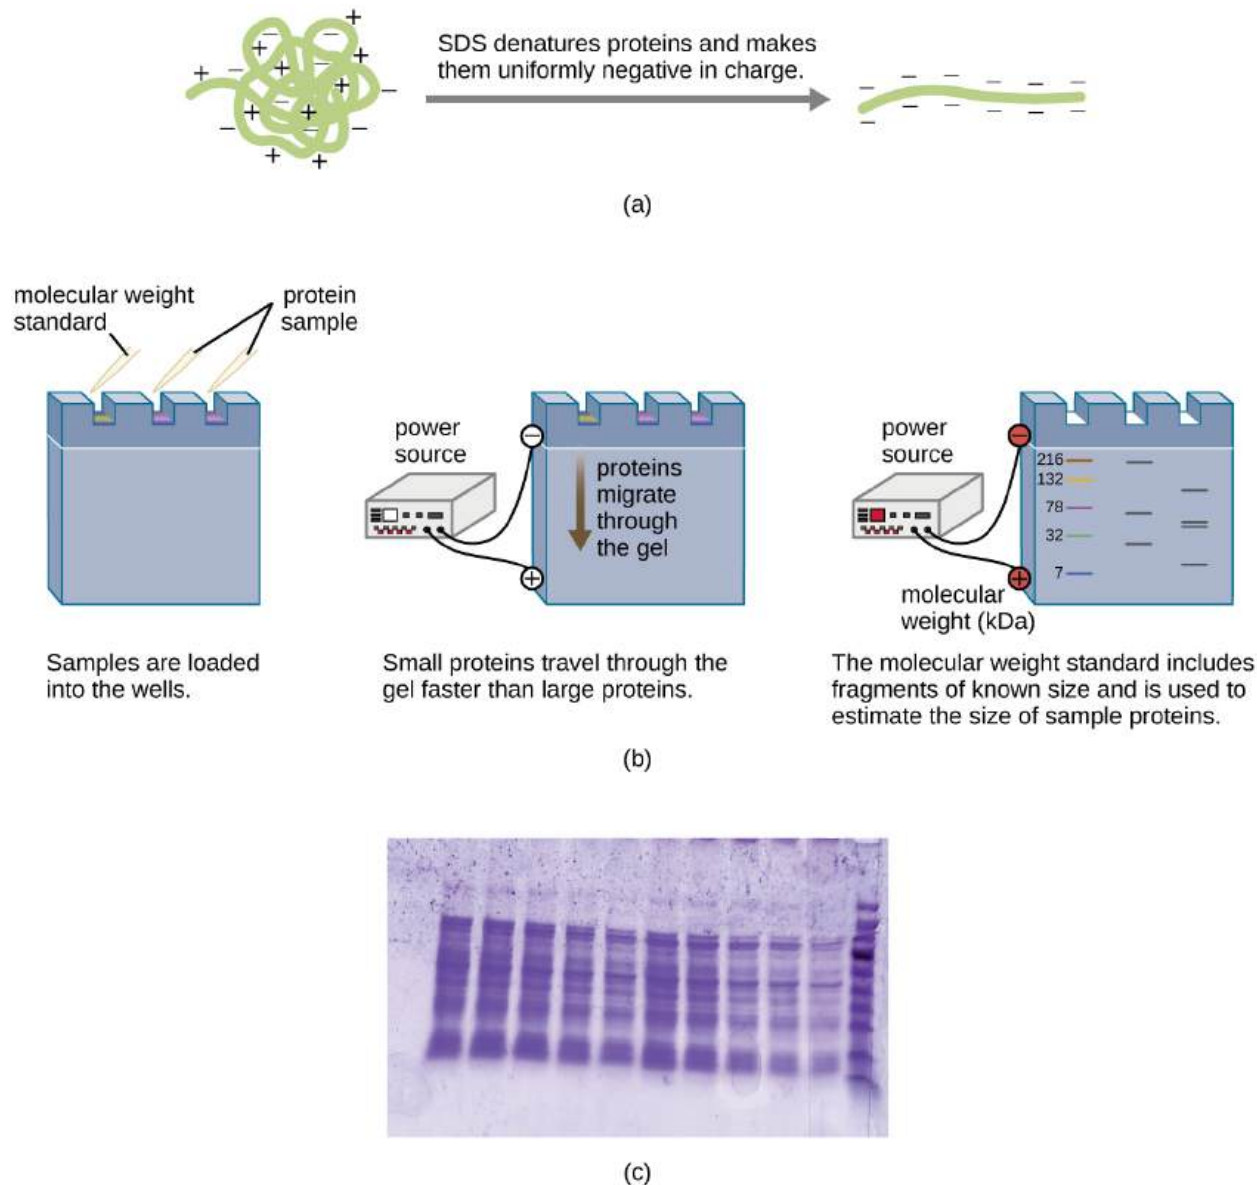 SDS denatures proteins and makes
them uniformly negative in charge.
(a)
molecular weight
standard
protein
sample
power
source
proteins
migrate
through
the gel
power
source
216
132
78
32
7
molecular
weight (kDa)
Samples are loaded
into the wells.
Small proteins travel through the
gel faster than large proteins.
The molecular weight standard includes
fragments of known size and is used to
estimate the size of sample proteins.
(b)
(c)